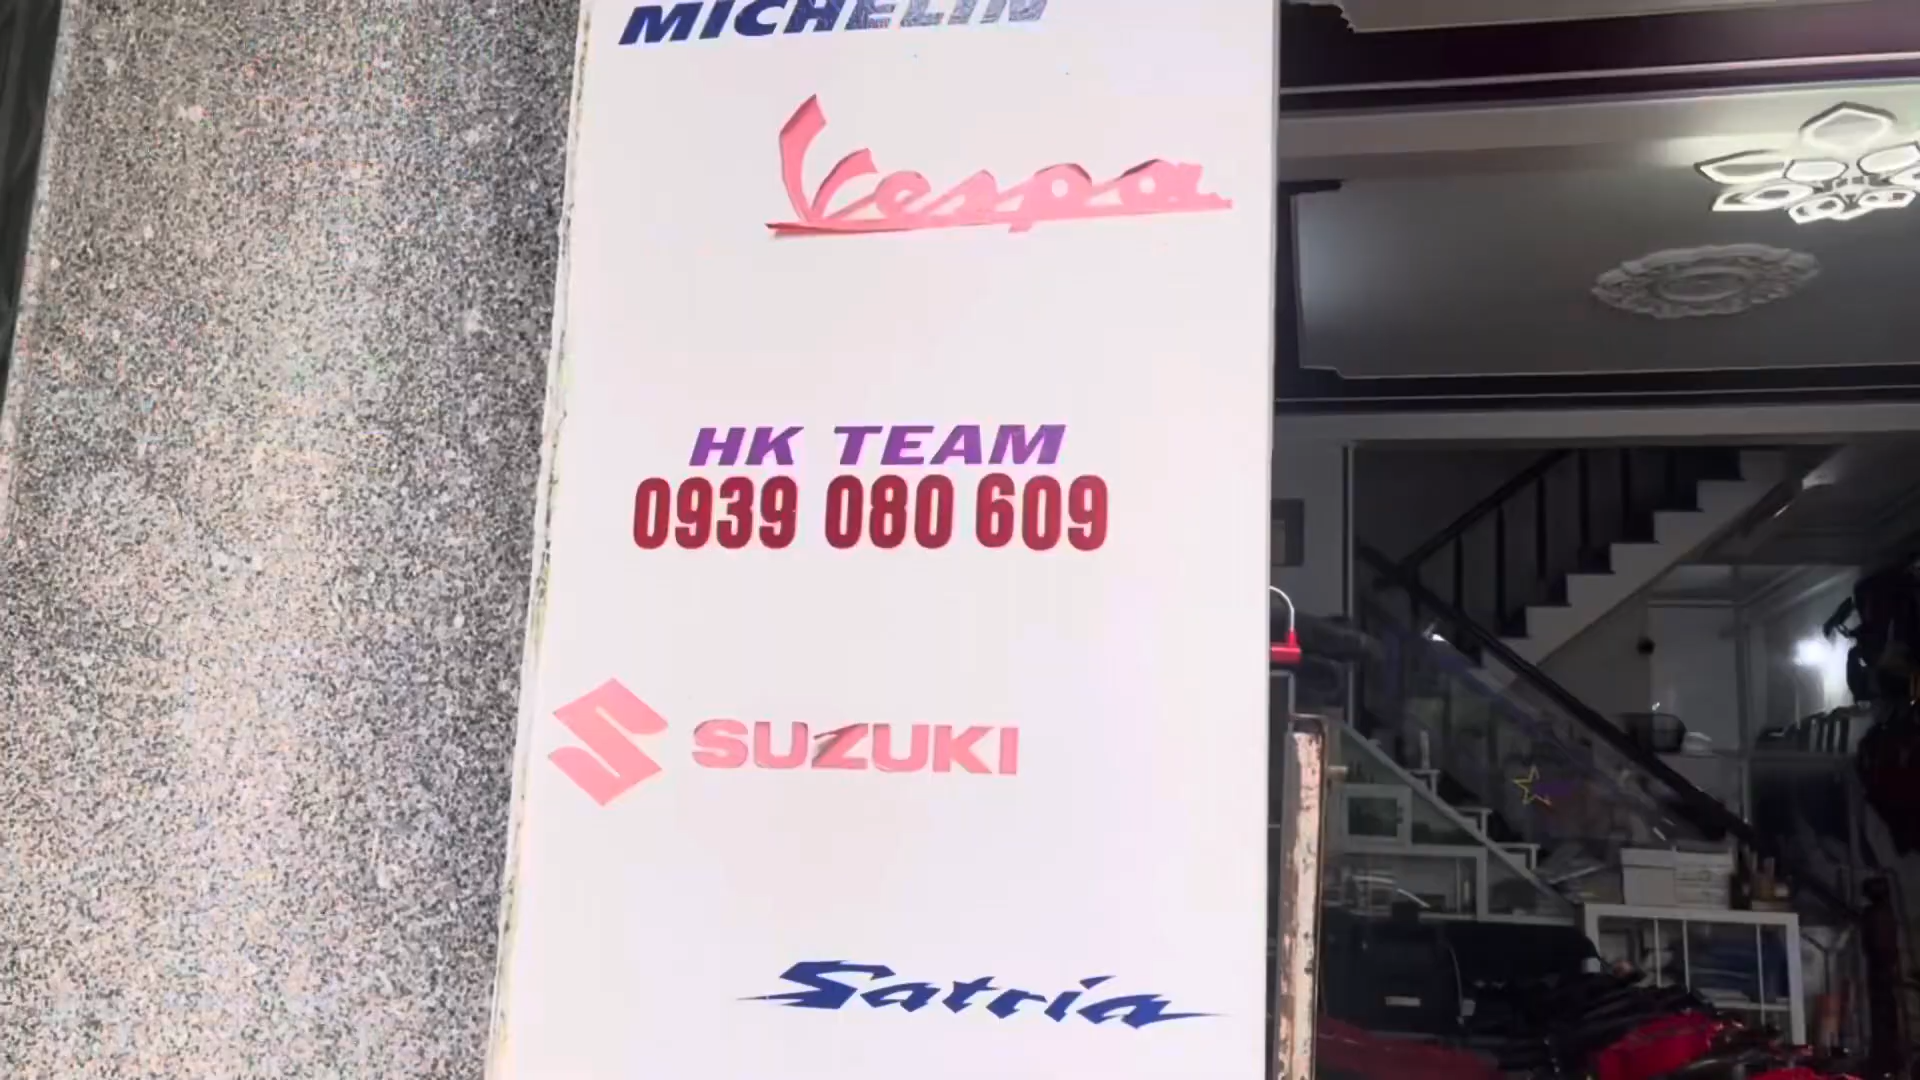 MICHELIN
Vespa
HK TEAM
0939 080 609
SUZUKI
Satria